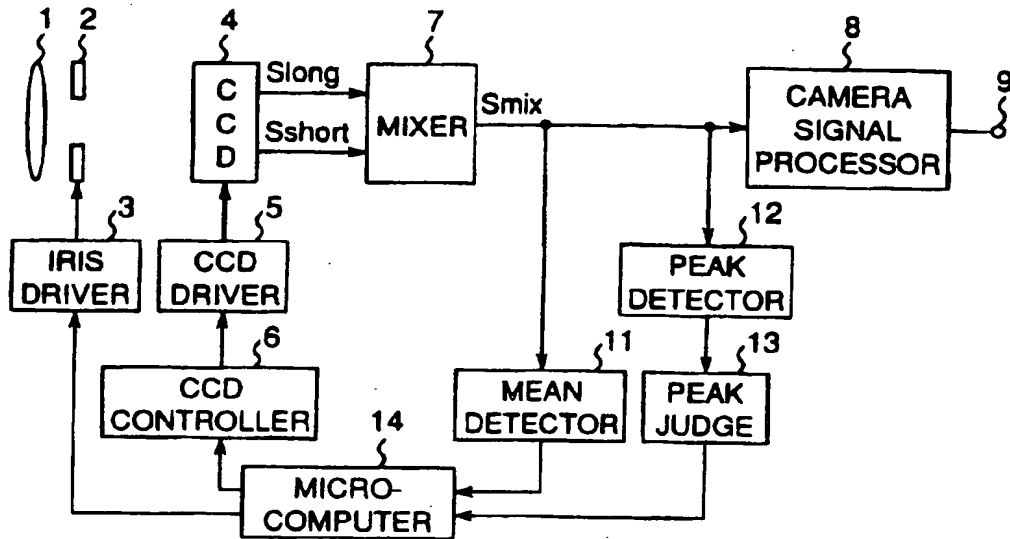 1
2
4
7
8
9
C
C
D
Slong
Sshort
MIXER
Smix
CAMERA
SIGNAL
PROCESSOR
3
5
12
IRIS
DRIVER
CCD
DRIVER
PEAK
DETECTOR
6
11
13
CCD
CONTROLLER
MEAN
DETECTOR
PEAK
JUDGE
14
MICRO-
COMPUTER